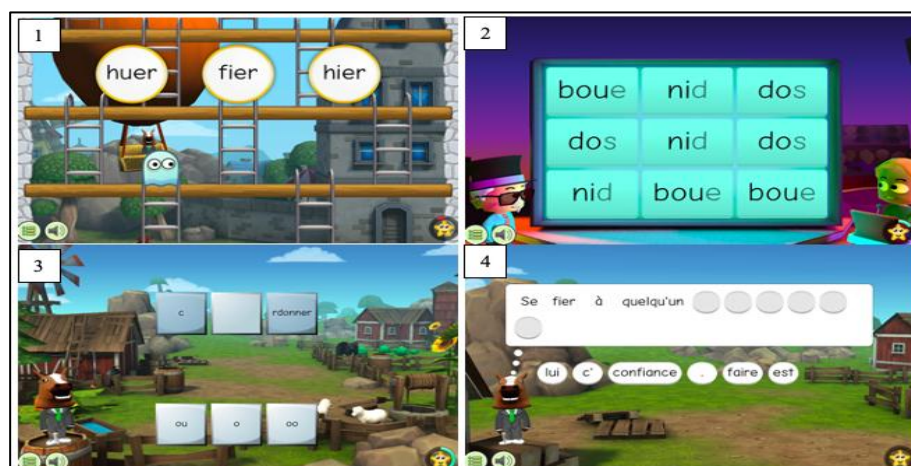 1
huer fier hier
2
boue nid dos
dos nid dos
nid boue boue
3
c rdonner
ou o oo
4
Se fier à quelqu'un
lui c' confiance . faire est